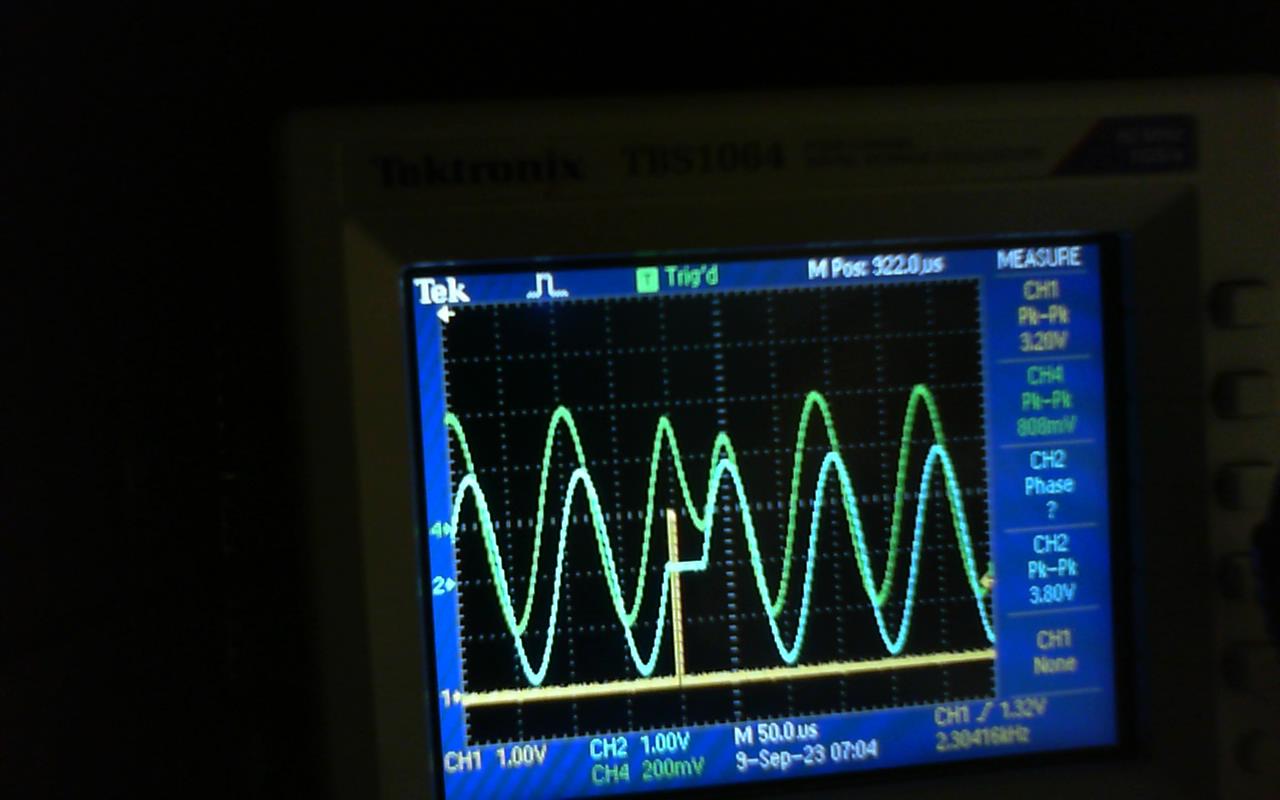 Tektronix TBS1064
Tek Trig'd M Pos: 322.0us MEASURE
CH1
Pk-Pk
3.20V
CH4
Pk-Pk
808mV
CH2
Phase
?
CH2
Pk-Pk
3.80V
CH1
None
4
2
1
CH1 1.00V CH2 1.00V M 50.0us CH1 1.32V
CH4 200mV 9-Sep-23 07:04 2.30416kHz